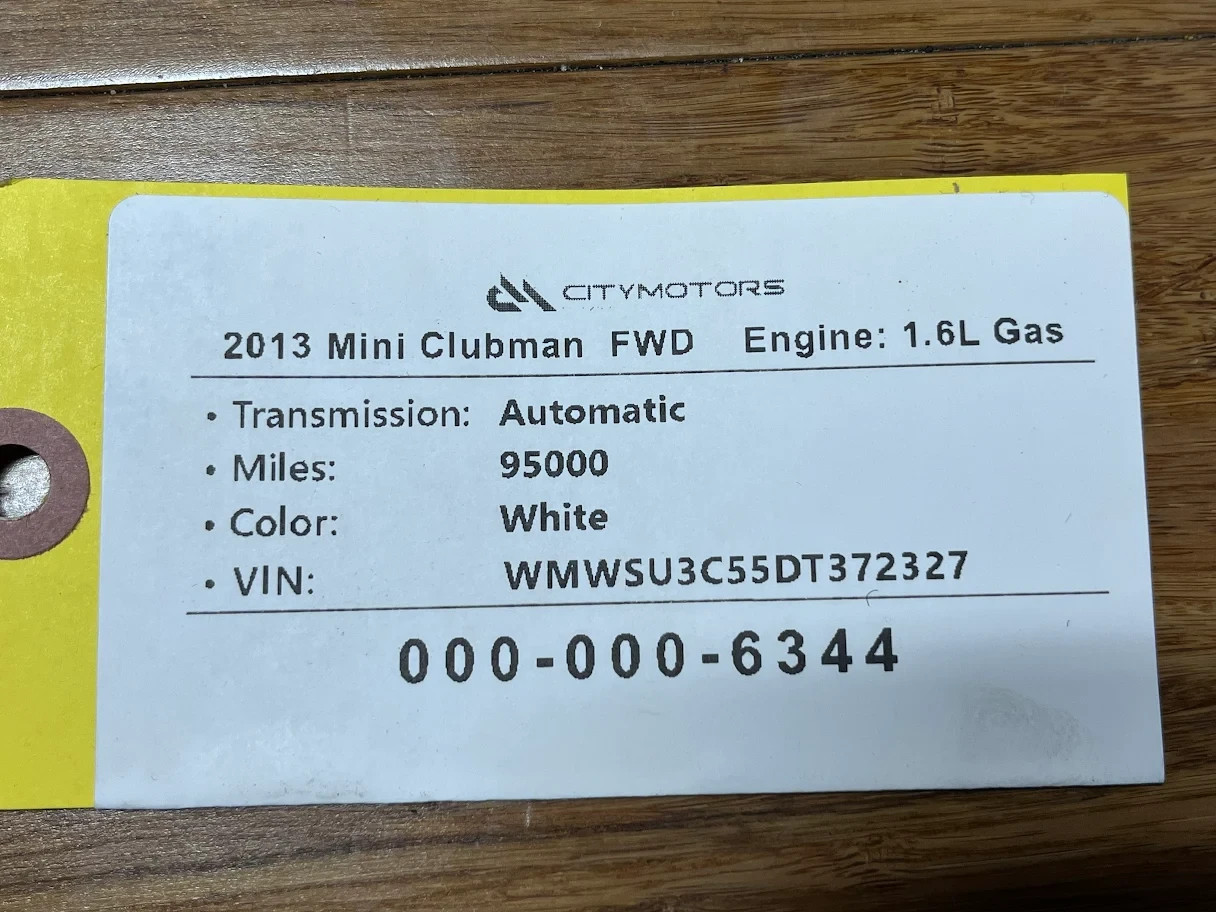 CITYMOTORS
2013 Mini Clubman FWD Engine: 1.6L Gas
• Transmission: Automatic
• Miles: 95000
• Color: White
• VIN: WMWSU3C55DT372327
000-000-6344